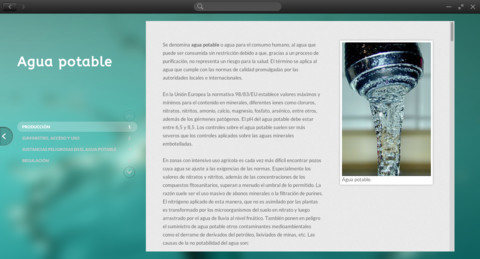 Agua potable
PRODUCCIÓN
SUMINISTRO, ACCESO Y USO
SUSTANCIAS PELIGROSAS EN EL AGUA POTABLE
REGULACIÓN
Se denomina agua potable o agua para el consumo humano, al agua que
puede ser consumida sin restricción debido a que, gracias a un proceso de
purificación, no representa un riesgo para la salud. El término se aplica al
agua que cumple con las normas de calidad promulgadas por las
autoridades locales e internacionales.
En la Unión Europea la normativa 98/83/EU establece valores máximos y
mínimos para el contenido en minerales, diferentes iones como cloruros,
nitratos, nitritos, amonio, calcio, magnesio, fosfato, arsénico, entre otros,
además de los gérmenes patógenos. El pH del agua potable debe estar
entre 6,5 y 8,5. Los controles sobre el agua potable suelen ser más
severos que los controles aplicados sobre las aguas minerales
embotelladas.
En zonas con intensivo uso agrícola es cada vez más difícil encontrar pozos
cuya agua se ajuste a las exigencias de las normas. Especialmente los
valores de nitratos y nitritos, además de las concentraciones de los
compuestos fitosanitarios, superan a menudo el umbral de lo permitido. La
razón suele ser el uso masivo de abonos minerales o la filtración de purines.
El nitrógeno aplicado de esta manera, que no es asimilado por las plantas
es transformado por los microorganismos del suelo en nitrato y luego
arrastrado por el agua de lluvia al nivel freático. También ponen en peligro
el suministro de agua potable otros contaminantes medioambientales
como el derrame de derivados del petróleo, lixiviados de minas, etc. Las
causas de la no potabilidad del agua son:
Agua potable.